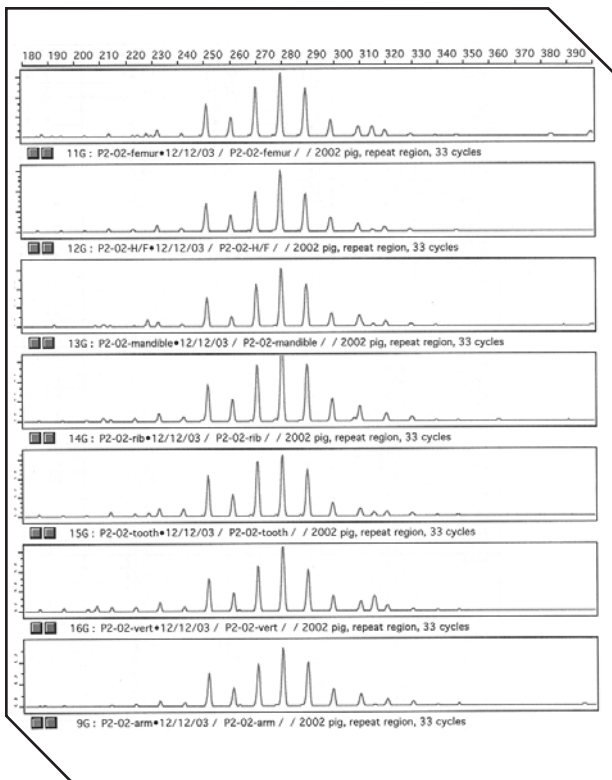 180 190 200 210 220 230 240 250 260 270 280 290 300 310 320 330 340 350 360 370 380 390
11G : P2-02-femur•12/12/03 / P2-02-femur / / 2002 pig, repeat region, 33 cycles
12G : P2-02-H/F•12/12/03 / P2-02-H/F / / 2002 pig, repeat region, 33 cycles
13G : P2-02-mandible•12/12/03 / P2-02-mandible / / 2002 pig, repeat region, 33 cycles
14G : P2-02-rib•12/12/03 / P2-02-rib / / 2002 pig, repeat region, 33 cycles
15G : P2-02-tooth•12/12/03 / P2-02-tooth / / 2002 pig, repeat region, 33 cycles
16G : P2-02-vert•12/12/03 / P2-02-vert / / 2002 pig, repeat region, 33 cycles
9G : P2-02-arm•12/12/03 / P2-02-arm / / 2002 pig, repeat region, 33 cycles